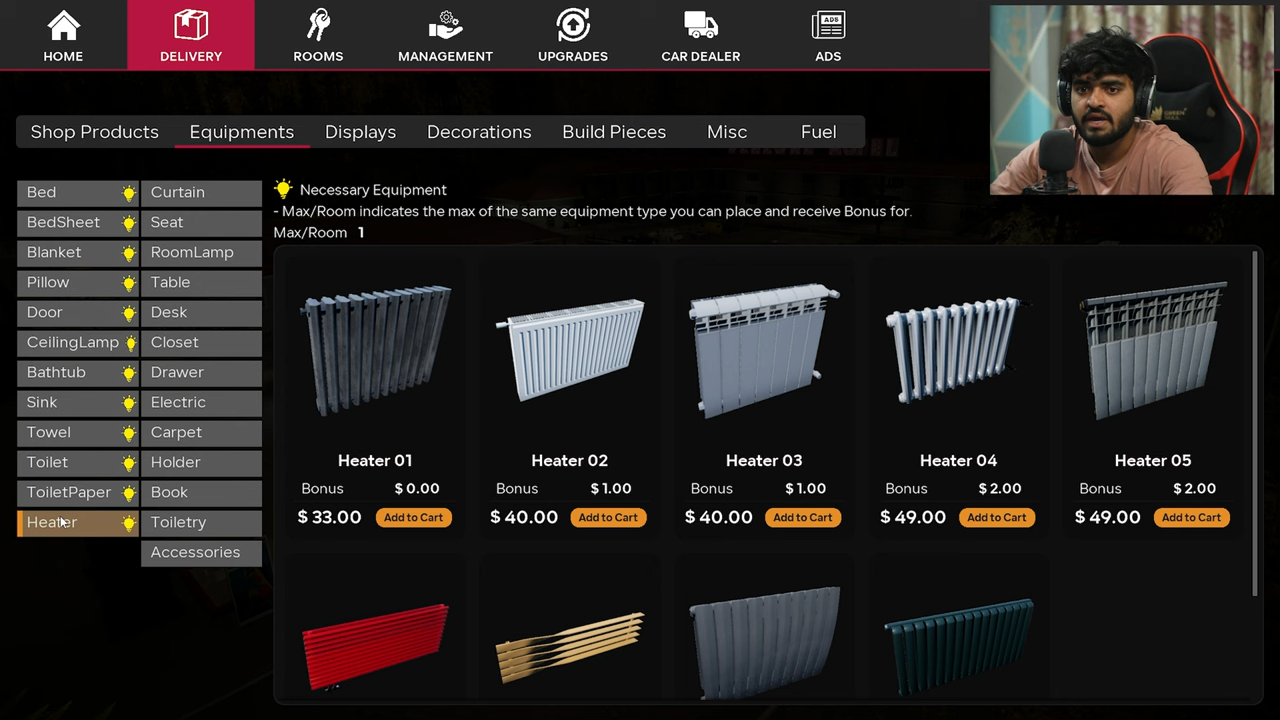 HOME
DELIVERY
ROOMS
MANAGEMENT
UPGRADES
CAR DEALER
ADS
ADS
Shop Products
Equipments
Displays
Decorations
Build Pieces
Misc
Fuel
Bed
Curtain
BedSheet
Seat
Blanket
RoomLamp
Pillow
Table
Door
Desk
CeilingLamp
Closet
Bathtub
Drawer
Sink
Electric
Towel
Carpet
Toilet
Holder
ToiletPaper
Book
Heater
Toiletry
Accessories
Necessary Equipment
- Max/Room indicates the max of the same equipment type you can place and receive Bonus for.
Max/Room 1
Heater 01
Bonus $ 0.00
$ 33.00 Add to Cart
Heater 02
Bonus $ 1.00
$ 40.00 Add to Cart
Heater 03
Bonus $ 1.00
$ 40.00 Add to Cart
Heater 04
Bonus $ 2.00
$ 49.00 Add to Cart
Heater 05
Bonus $ 2.00
$ 49.00 Add to Cart